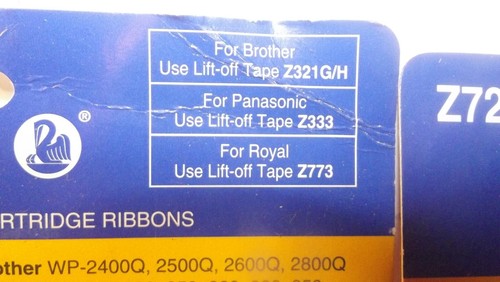 For Brother
Use Lift-off Tape Z321G/H
For Panasonic
Use Lift-off Tape Z333
For Royal
Use Lift-off Tape Z773
®
Z72
RTRIDGE RIBBONS
other WP-2400Q, 2500Q, 2600Q, 2800Q